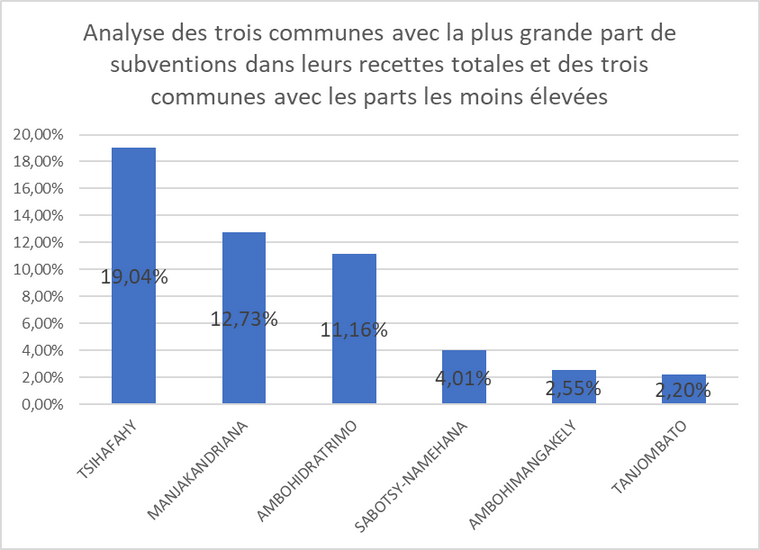 Analyse des trois communes avec la plus grande part de
subventions dans leurs recettes totales et des trois
communes avec les parts les moins élevées
20,00%
18,00%
16,00%
14,00%
12,00%
10,00%
8,00%
6,00%
4,00%
2,00%
0,00%
19,04%
12,73%
11,16%
4,01%
2,55%
2,20%
TSIHAFAHY
MANJAKANDRIANA
AMBOHIDRATRIMO
SABOTSY-NAMEHANA
AMBOHIMANGAKELY
TANJOMBATO